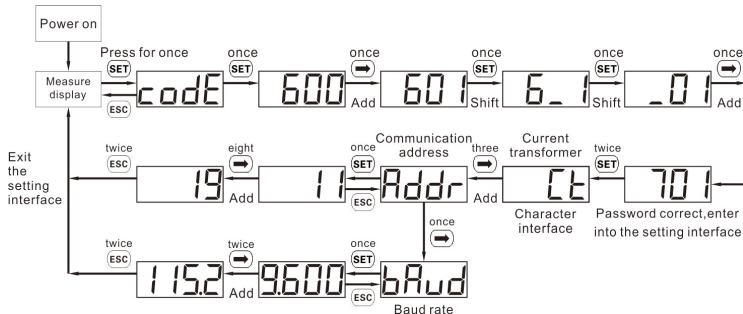 Power on
Press for once
once
once
once
once
once
SET
SET
➡
SET
SET
➡
Measure
display
ESC
codE
600
Add
601
Shift
6_1
Shift
_01
Add
Exit
the
setting
interface
twice
ESC
19
eight
➡
Add
11
once
SET
ESC
Communication
address
Addr
three
➡
Add
Current
transformer
Ct
Character
interface
twice
SET
701
Password correct,enter
into the setting interface
once
➡
twice
ESC
115.2
twice
➡
Add
9.600
once
SET
ESC
bAud
Baud rate